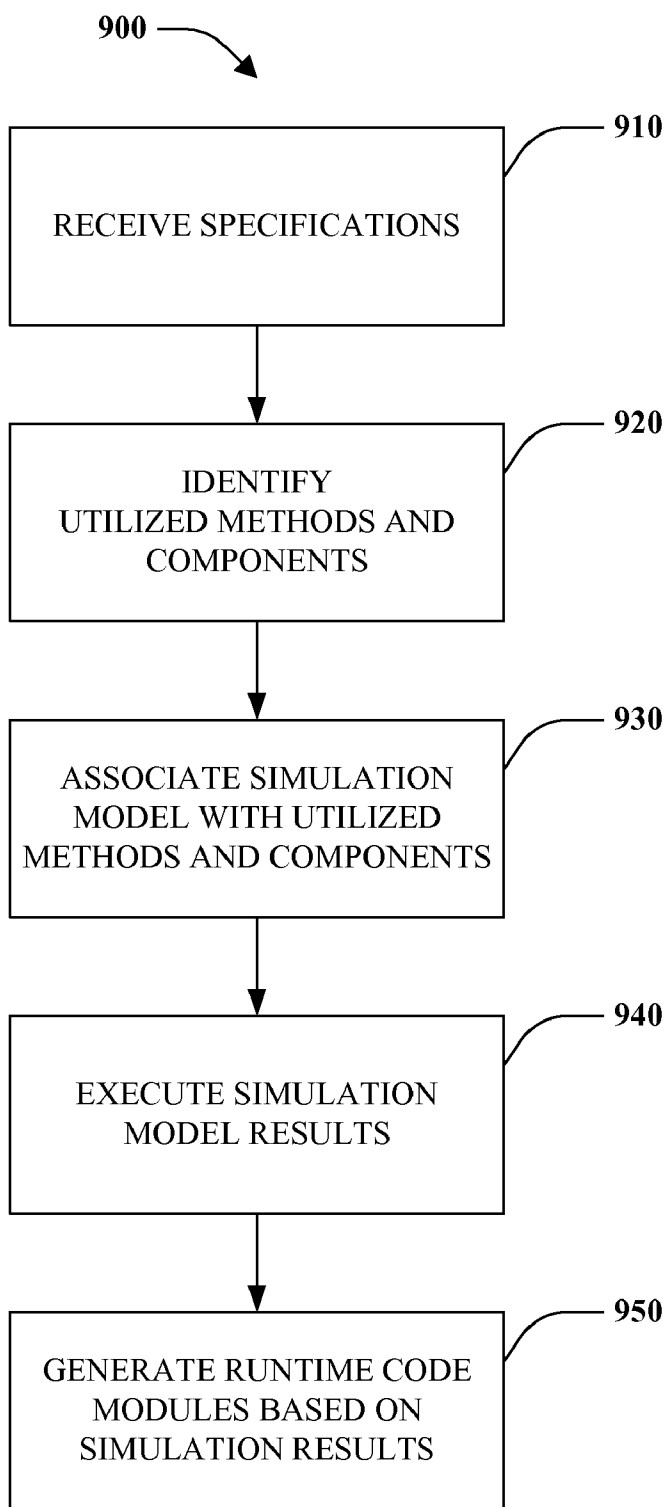 900
910
RECEIVE SPECIFICATIONS
920
IDENTIFY
UTILIZED METHODS AND
COMPONENTS
930
ASSOCIATE SIMULATION
MODEL WITH UTILIZED
METHODS AND COMPONENTS
940
EXECUTE SIMULATION
MODEL RESULTS
950
GENERATE RUNTIME CODE
MODULES BASED ON
SIMULATION RESULTS